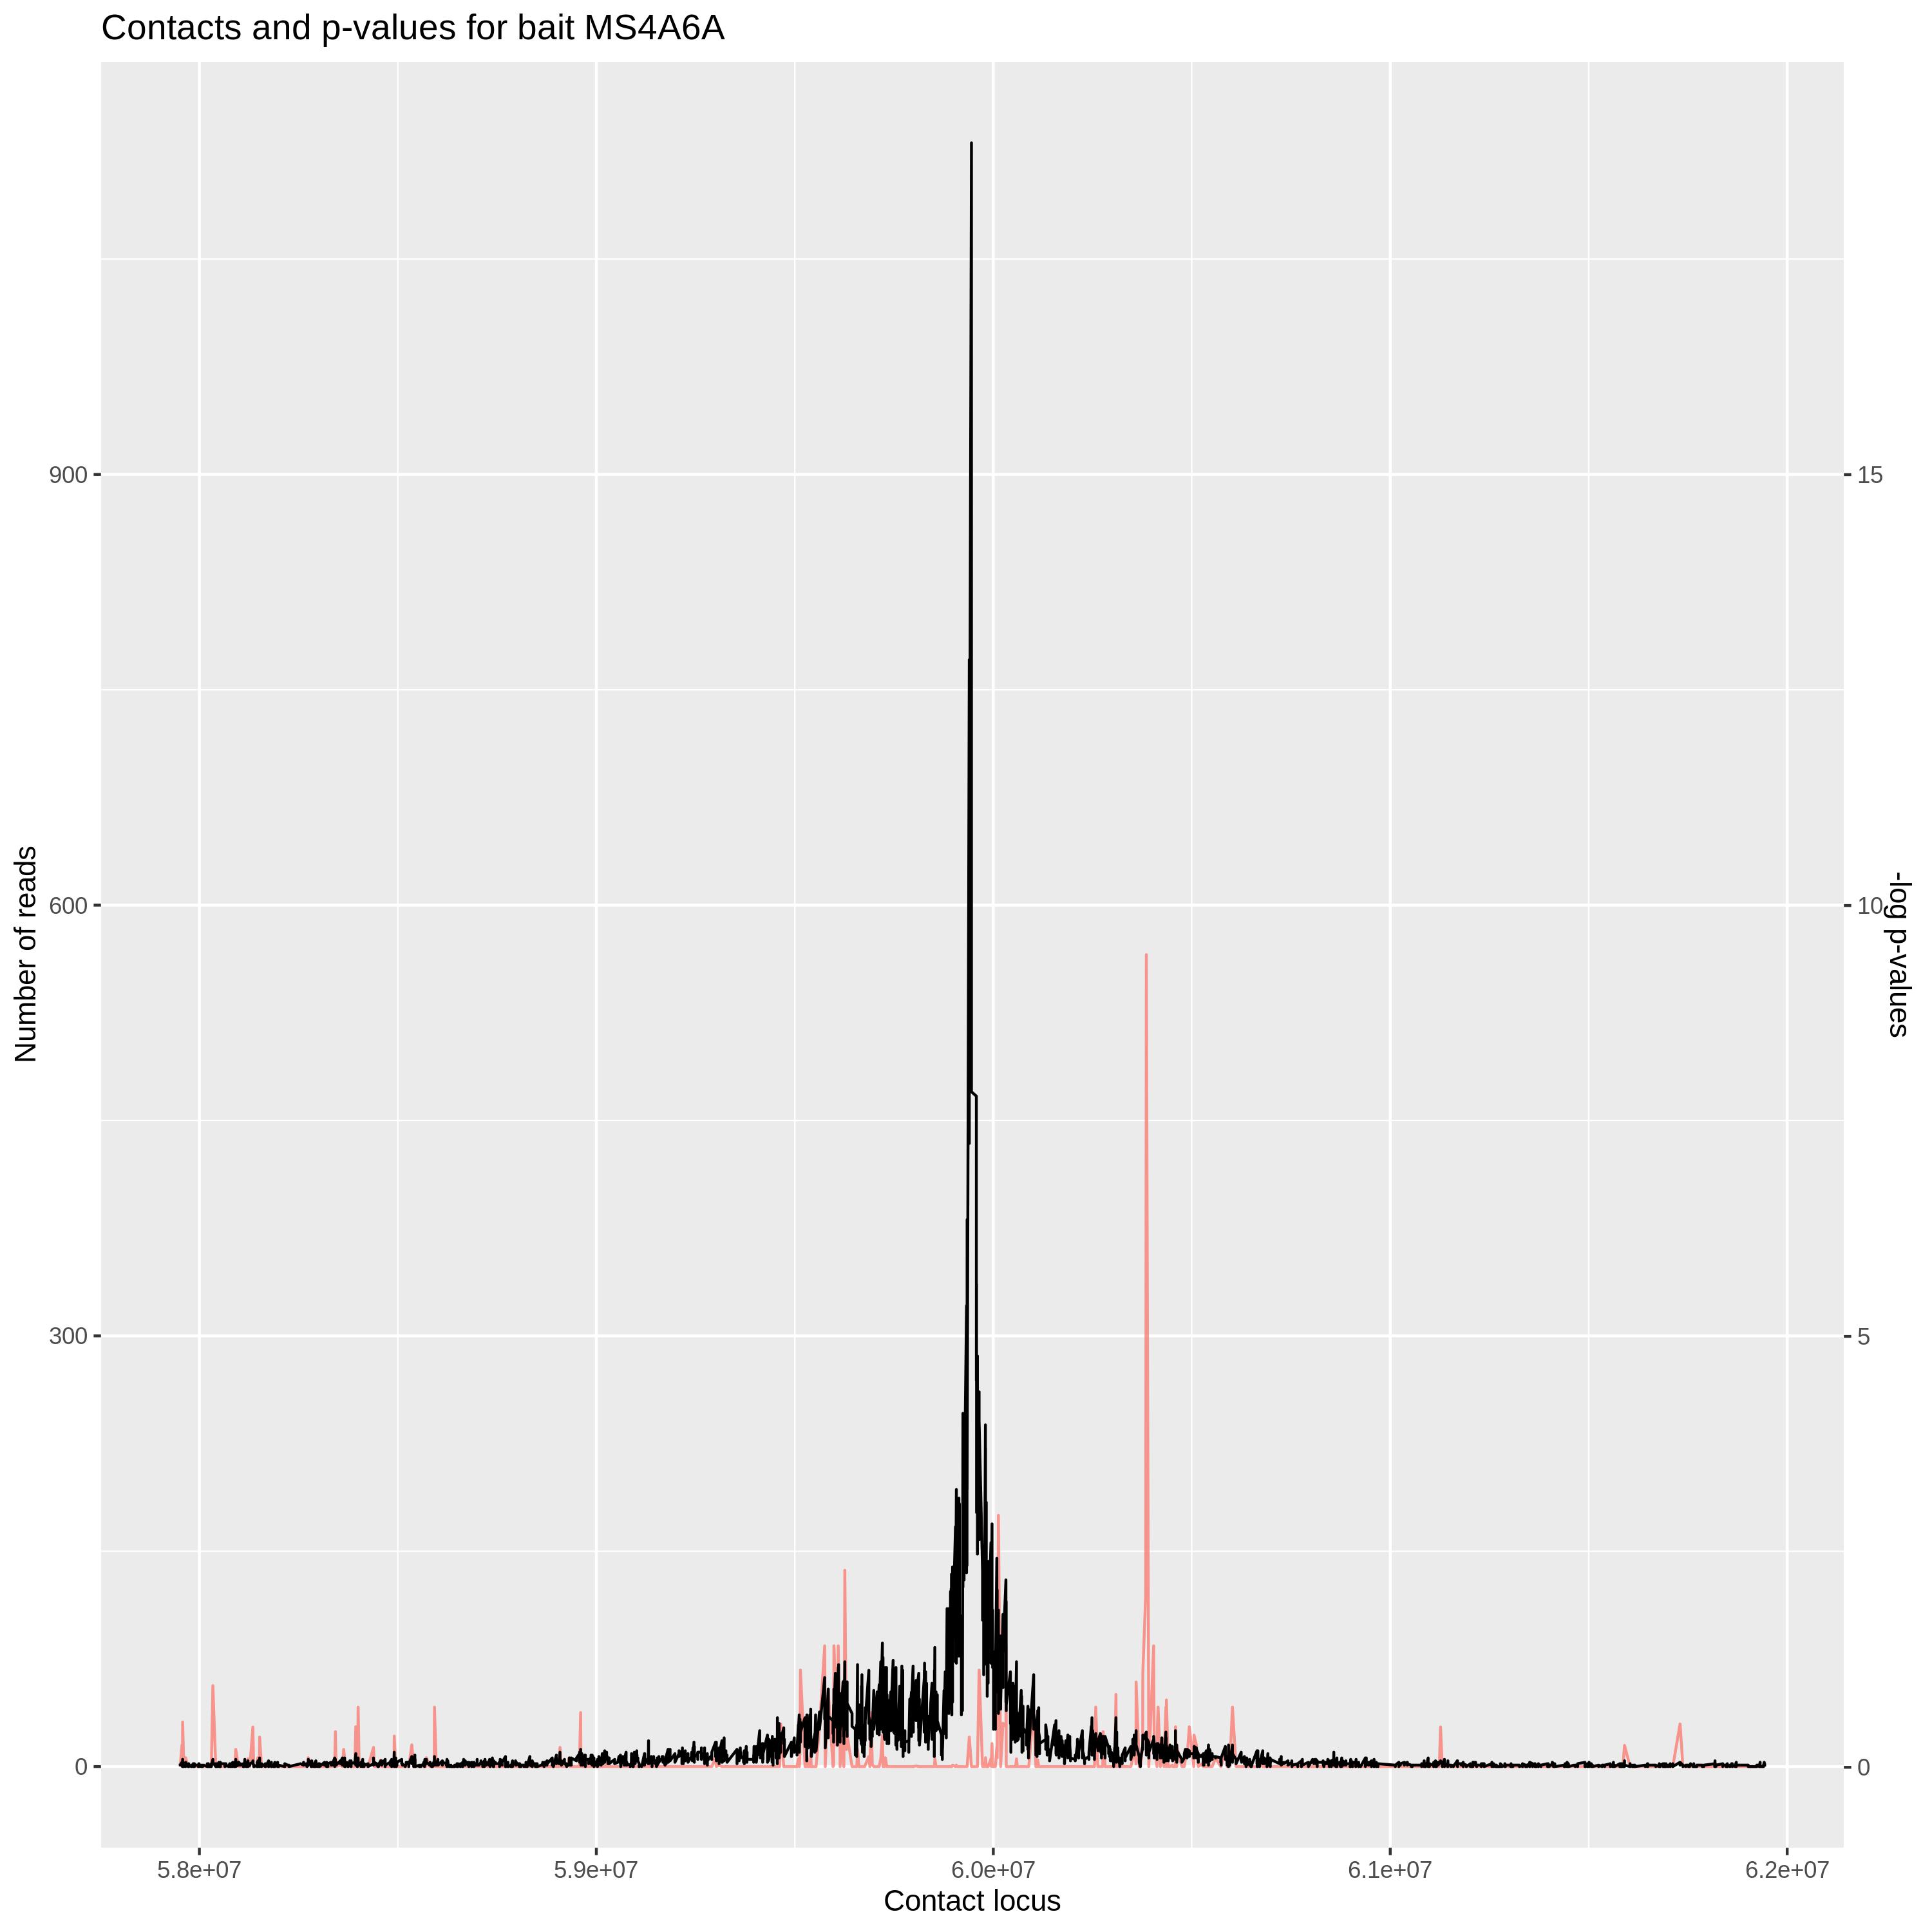 Contacts and p-values for bait MS4A6A
Number of reads
900
600
300
0
15
10
5
0
-log p-values
5.8e+07
5.9e+07
6.0e+07
6.1e+07
6.2e+07
Contact locus